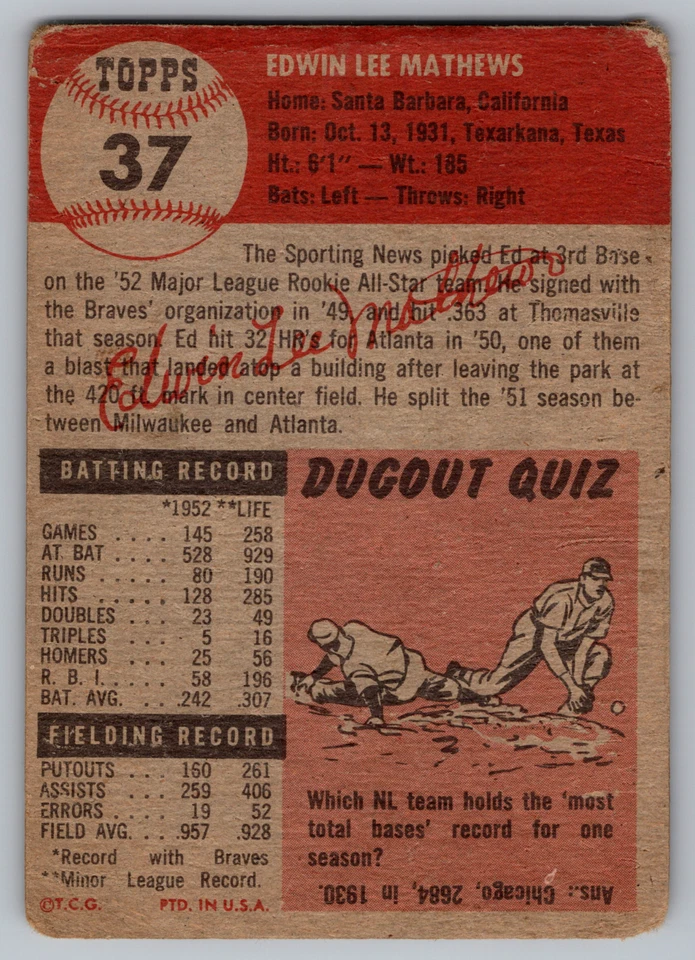 TOPPS
37
EDWIN LEE MATHEWS
Home: Santa Barbara, California
Born: Oct. 13, 1931, Texarkana, Texas
Ht.: 6'1" — Wt.: 185
Bats: Left — Throws: Right
The Sporting News picked Ed at 3rd Base
on the '52 Major League Rookie All-Star team. He signed with
the Braves' organization in '49, and hit .363 at Thomasville
that season. Ed hit 32 HR's for Atlanta in '50, one of them
a blast that landed atop a building after leaving the park at
the 420 ft. mark in center field. He split the '51 season be-
tween Milwaukee and Atlanta.
Edwin Lee Mathews
BATTING RECORD
*1952 **LIFE
GAMES . . . . 145 258
AT BAT . . . . 528 929
RUNS . . . . . 80 190
HITS . . . . . 128 285
DOUBLES . . . 23 49
TRIPLES . . . 5 16
HOMERS . . . 25 56
R. B. I. . . . . 58 196
BAT. AVG. . . . .242 .307
FIELDING RECORD
PUTOUTS . . . 160 261
ASSISTS . . . 259 406
ERRORS . . . . 19 52
FIELD AVG. . . .957 .928
*Record with Braves
**Minor League Record.
©T.C.G. PTD. IN U.S.A.
DUGOUT QUIZ
Which NL team holds the 'most
total bases' record for one
season?
Ans.: Chicago, 2684, in 1930.